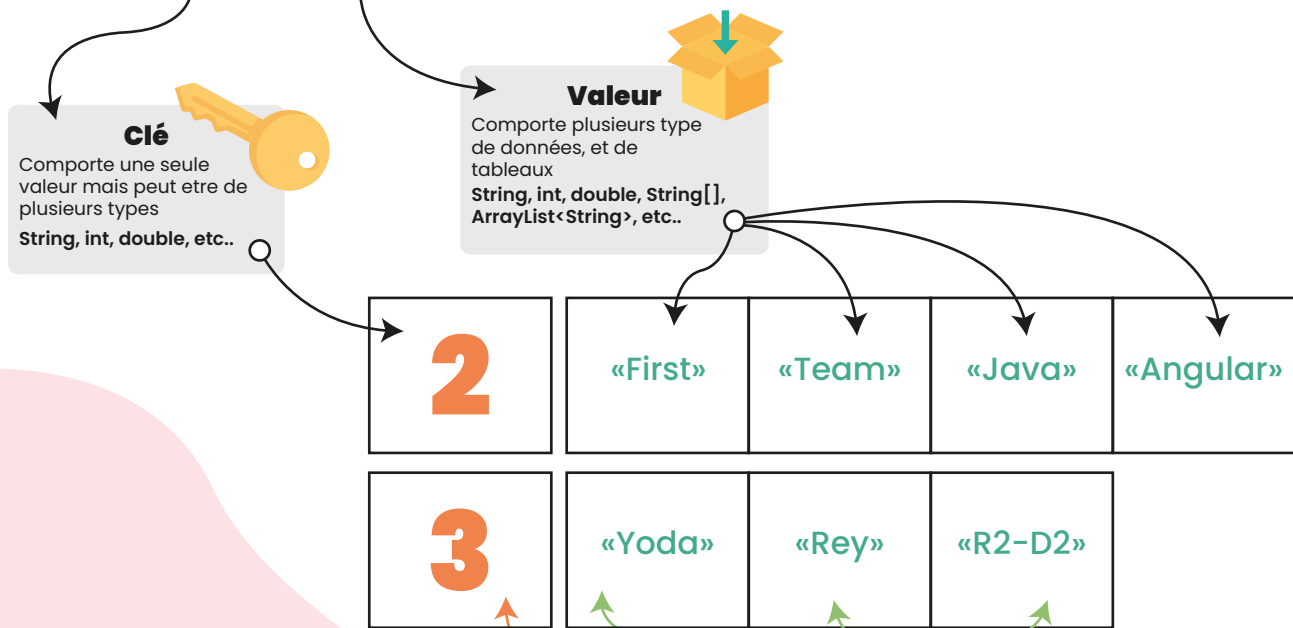 Clé
Comporte une seule
valeur mais peut etre de
plusieurs types
String, int, double, etc..
Valeur
Comporte plusieurs type
de données, et de
tableaux
String, int, double, String[],
ArrayList<String>, etc..
2
«First»
«Team»
«Java»
«Angular»
3
«Yoda»
«Rey»
«R2-D2»